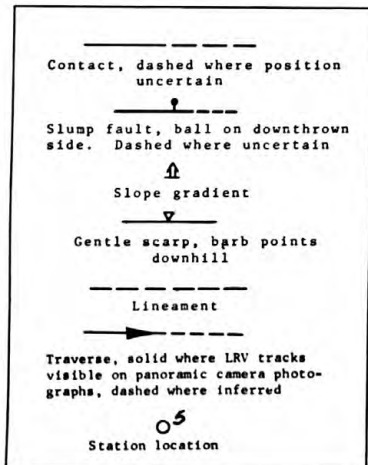 Contact, dashed where position
uncertain
Slump fault, ball on downthrown
side. Dashed where uncertain
Slope gradient
Gentle scarp, barb points
downhill
Lineament
Traverse, solid where LRV tracks
visible on panoramic camera photo-
graphs, dashed where inferred
5
Station location